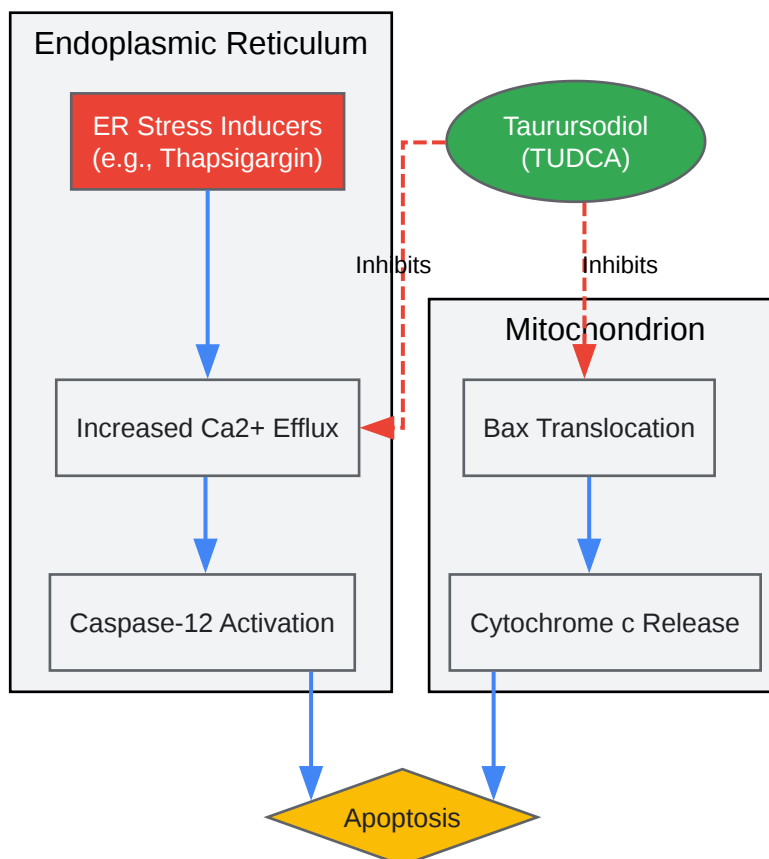 Endoplasmic Reticulum
ER Stress Inducers
(e.g., Thapsigargin)
Taurursodiol
(TUDCA)
Inhibits
Inhibits
Mitochondrion
Increased Ca2+ Efflux
Bax Translocation
Caspase-12 Activation
Cytochrome c Release
Apoptosis